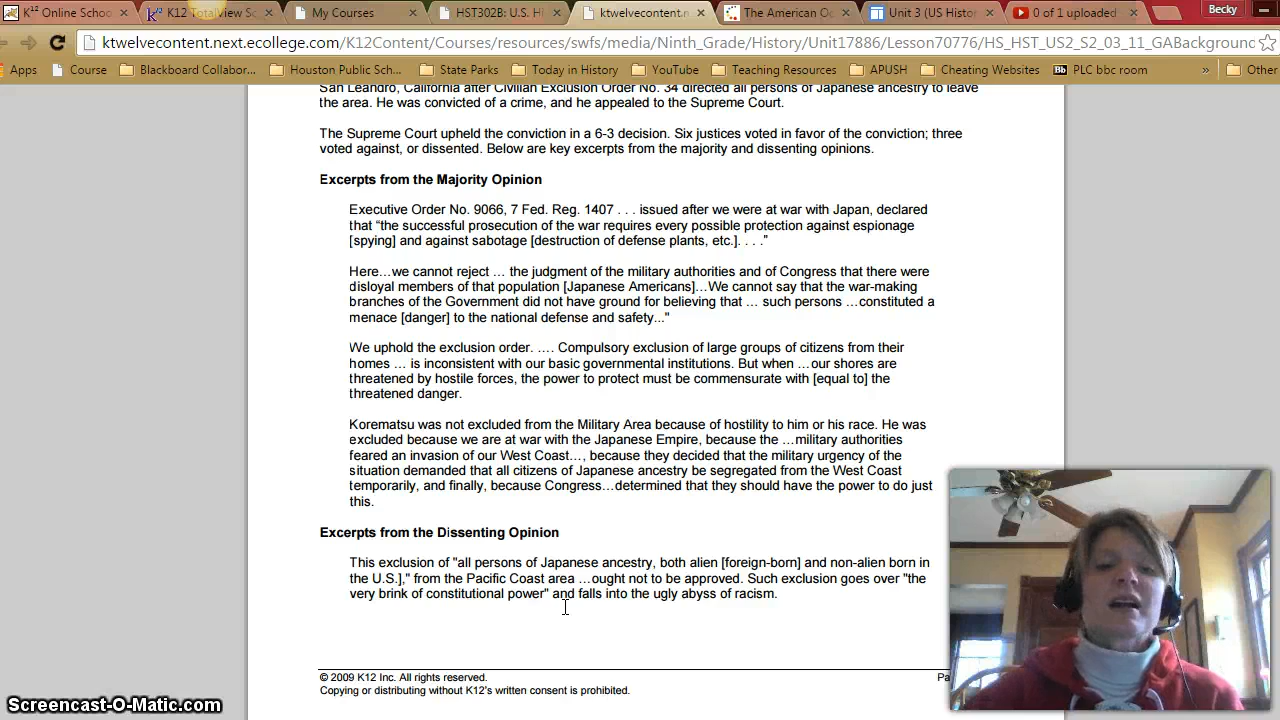 K12 Online School
K12 TotalView Sc
My Courses
HST302B: U.S. Hi
ktwelvecontent.n
The American O
Unit 3 (US Histor
0 of 1 uploaded
Becky
ktwelvecontent.next.ecollege.com/K12Content/Courses/resources/swfs/media/Ninth_Grade/History/Unit17886/Lesson70776/HS_HST_US2_S2_03_11_GABackground
Apps
Course
Blackboard Collabor...
Houston Public Sch...
State Parks
Today in History
YouTube
Teaching Resources
APUSH
Cheating Websites
Bb PLC bbc room
»
Other
San Leandro, California after Civilian Exclusion Order No. 34 directed all persons of Japanese ancestry to leave
the area. He was convicted of a crime, and he appealed to the Supreme Court.
The Supreme Court upheld the conviction in a 6-3 decision. Six justices voted in favor of the conviction; three
voted against, or dissented. Below are key excerpts from the majority and dissenting opinions.
Excerpts from the Majority Opinion
Executive Order No. 9066, 7 Fed. Reg. 1407 . . . issued after we were at war with Japan, declared
that “the successful prosecution of the war requires every possible protection against espionage
[spying] and against sabotage [destruction of defense plants, etc.]. . . .”
Here…we cannot reject … the judgment of the military authorities and of Congress that there were
disloyal members of that population [Japanese Americans]…We cannot say that the war-making
branches of the Government did not have ground for believing that … such persons …constituted a
menace [danger] to the national defense and safety..."
We uphold the exclusion order. …. Compulsory exclusion of large groups of citizens from their
homes … is inconsistent with our basic governmental institutions. But when …our shores are
threatened by hostile forces, the power to protect must be commensurate with [equal to] the
threatened danger.
Korematsu was not excluded from the Military Area because of hostility to him or his race. He was
excluded because we are at war with the Japanese Empire, because the …military authorities
feared an invasion of our West Coast…, because they decided that the military urgency of the
situation demanded that all citizens of Japanese ancestry be segregated from the West Coast
temporarily, and finally, because Congress…determined that they should have the power to do just
this.
Excerpts from the Dissenting Opinion
This exclusion of "all persons of Japanese ancestry, both alien [foreign-born] and non-alien born in
the U.S.]," from the Pacific Coast area …ought not to be approved. Such exclusion goes over "the
very brink of constitutional power" and falls into the ugly abyss of racism.
© 2009 K12 Inc. All rights reserved.
Pa
Copying or distributing without K12's written consent is prohibited.
Screencast-O-Matic.com